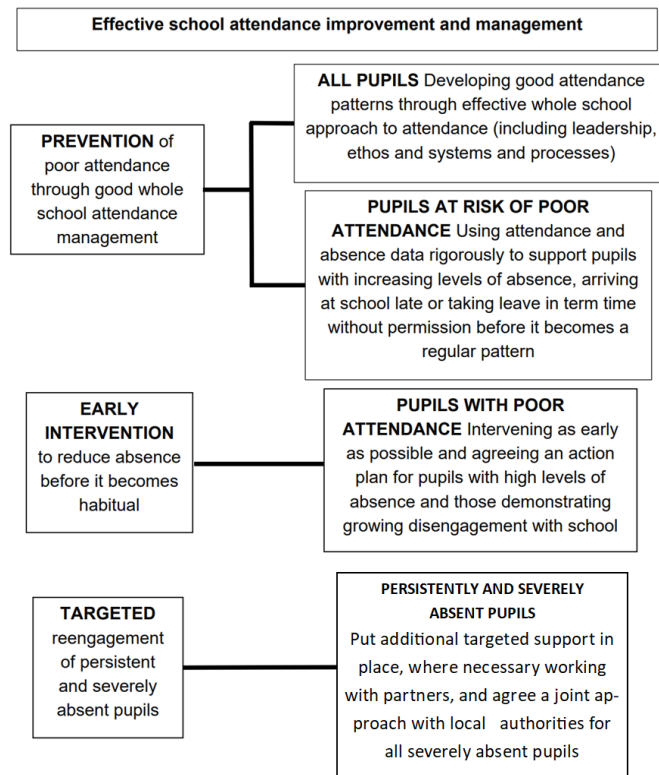 Effective school attendance improvement and management
PREVENTION of
poor attendance
through good whole
school attendance
management
ALL PUPILS Developing good attendance
patterns through effective whole school
approach to attendance (including leadership,
ethos and systems and processes)
PUPILS AT RISK OF POOR
ATTENDANCE Using attendance and
absence data rigorously to support pupils
with increasing levels of absence, arriving
at school late or taking leave in term time
without permission before it becomes a
regular pattern
EARLY
INTERVENTION
to reduce absence
before it becomes
habitual
PUPILS WITH POOR
ATTENDANCE Intervening as early
as possible and agreeing an action
plan for pupils with high levels of
absence and those demonstrating
growing disengagement with school
TARGETED
reengagement
of persistent
and severely
absent pupils
PERSISTENTLY AND SEVERELY
ABSENT PUPILS
Put additional targeted support in
place, where necessary working
with partners, and agree a joint ap-
proach with local authorities for
all severely absent pupils